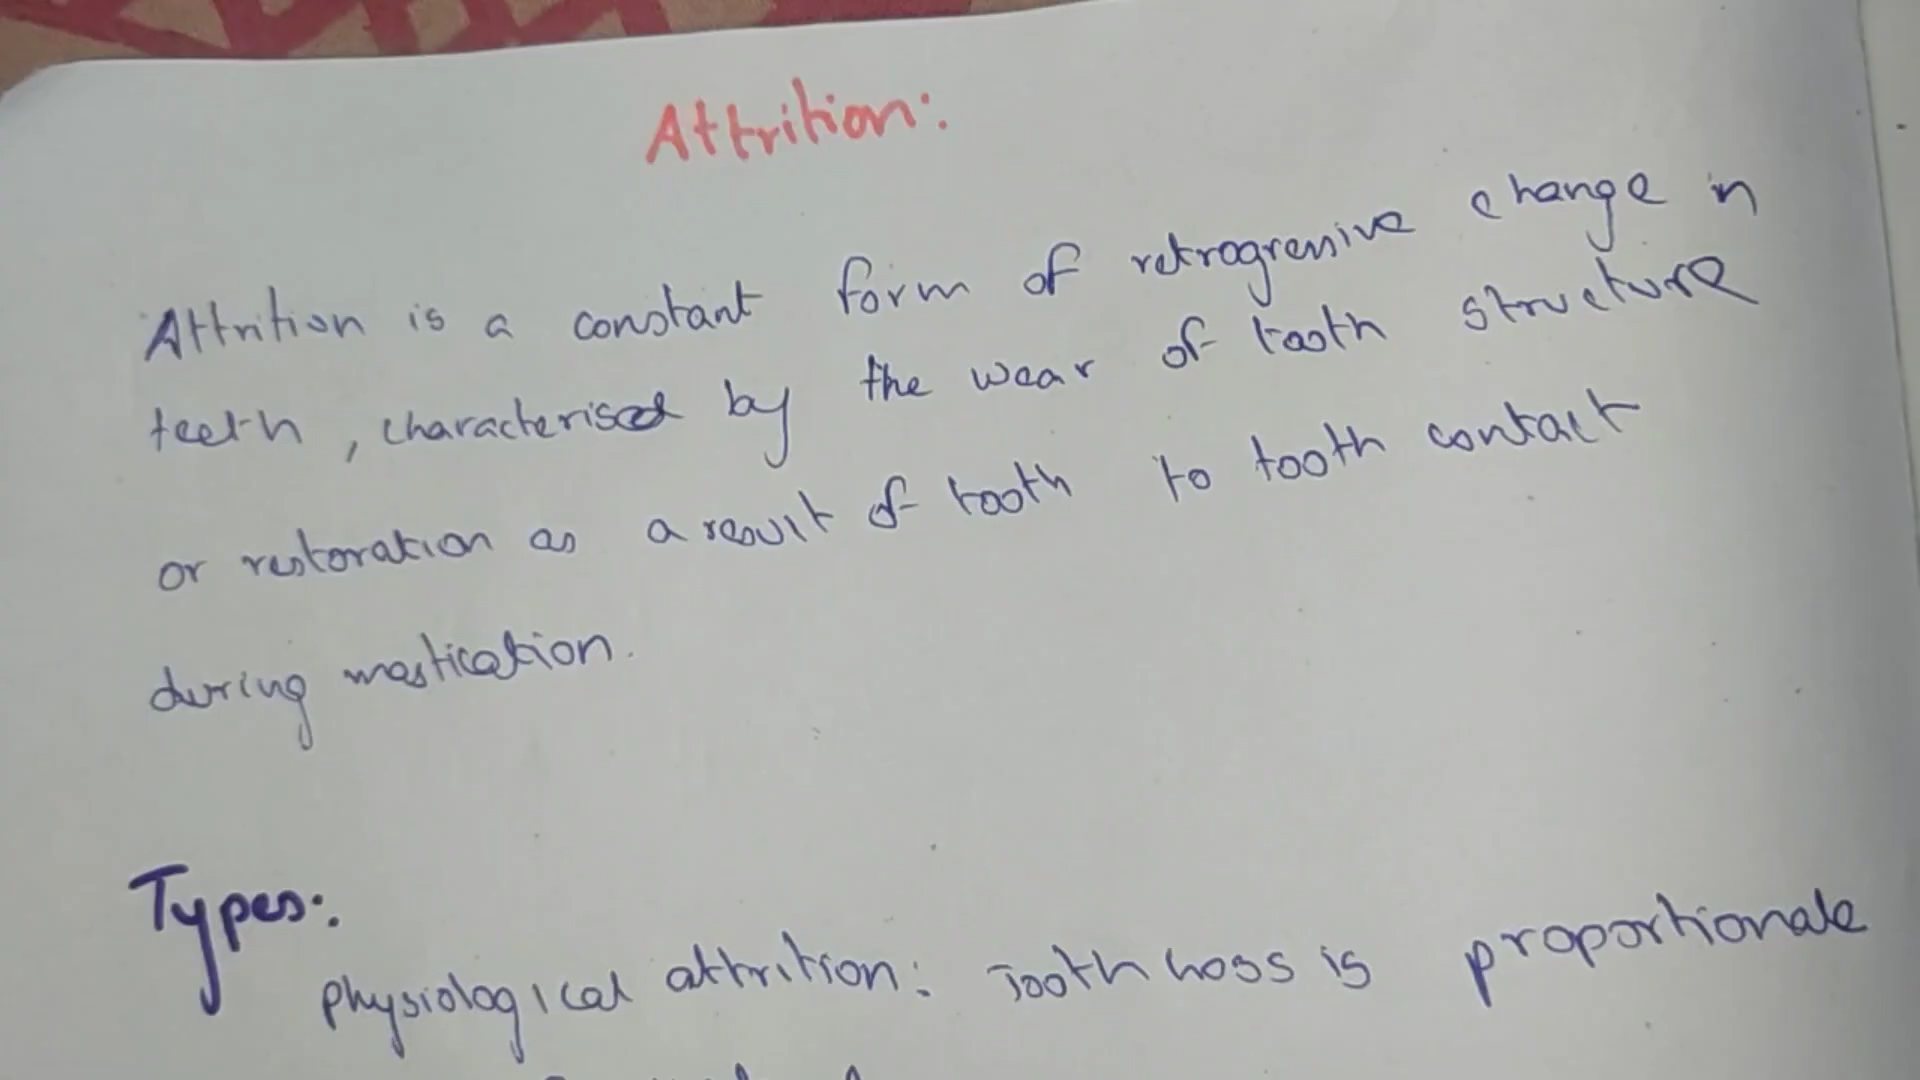 Attrition:
Attrition is a constant form of retrogressive change in
teeth, characterised by the wear of tooth structure
or restoration as a result of tooth to tooth contact
during mastication.
Types:
physiological attrition: Tooth loss is proportionate